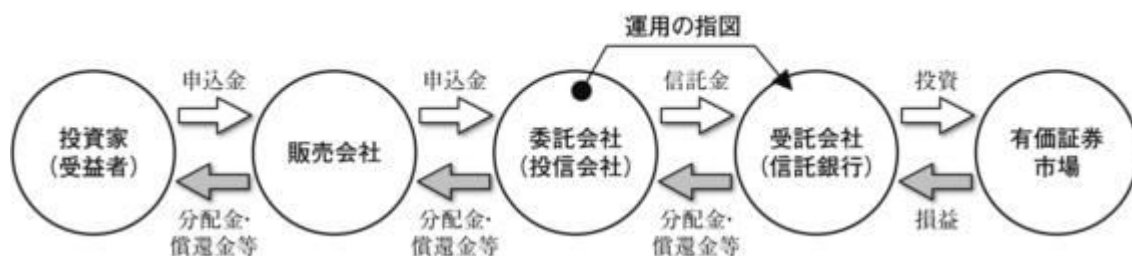 運用の指図
申込金
申込金
信託金
投資
投資家
(受益者)
販売会社
委託会社
(投信会社)
受託会社
(信託銀行)
有価証券
市場
分配金・
償還金等
分配金・
償還金等
分配金・
償還金等
損益